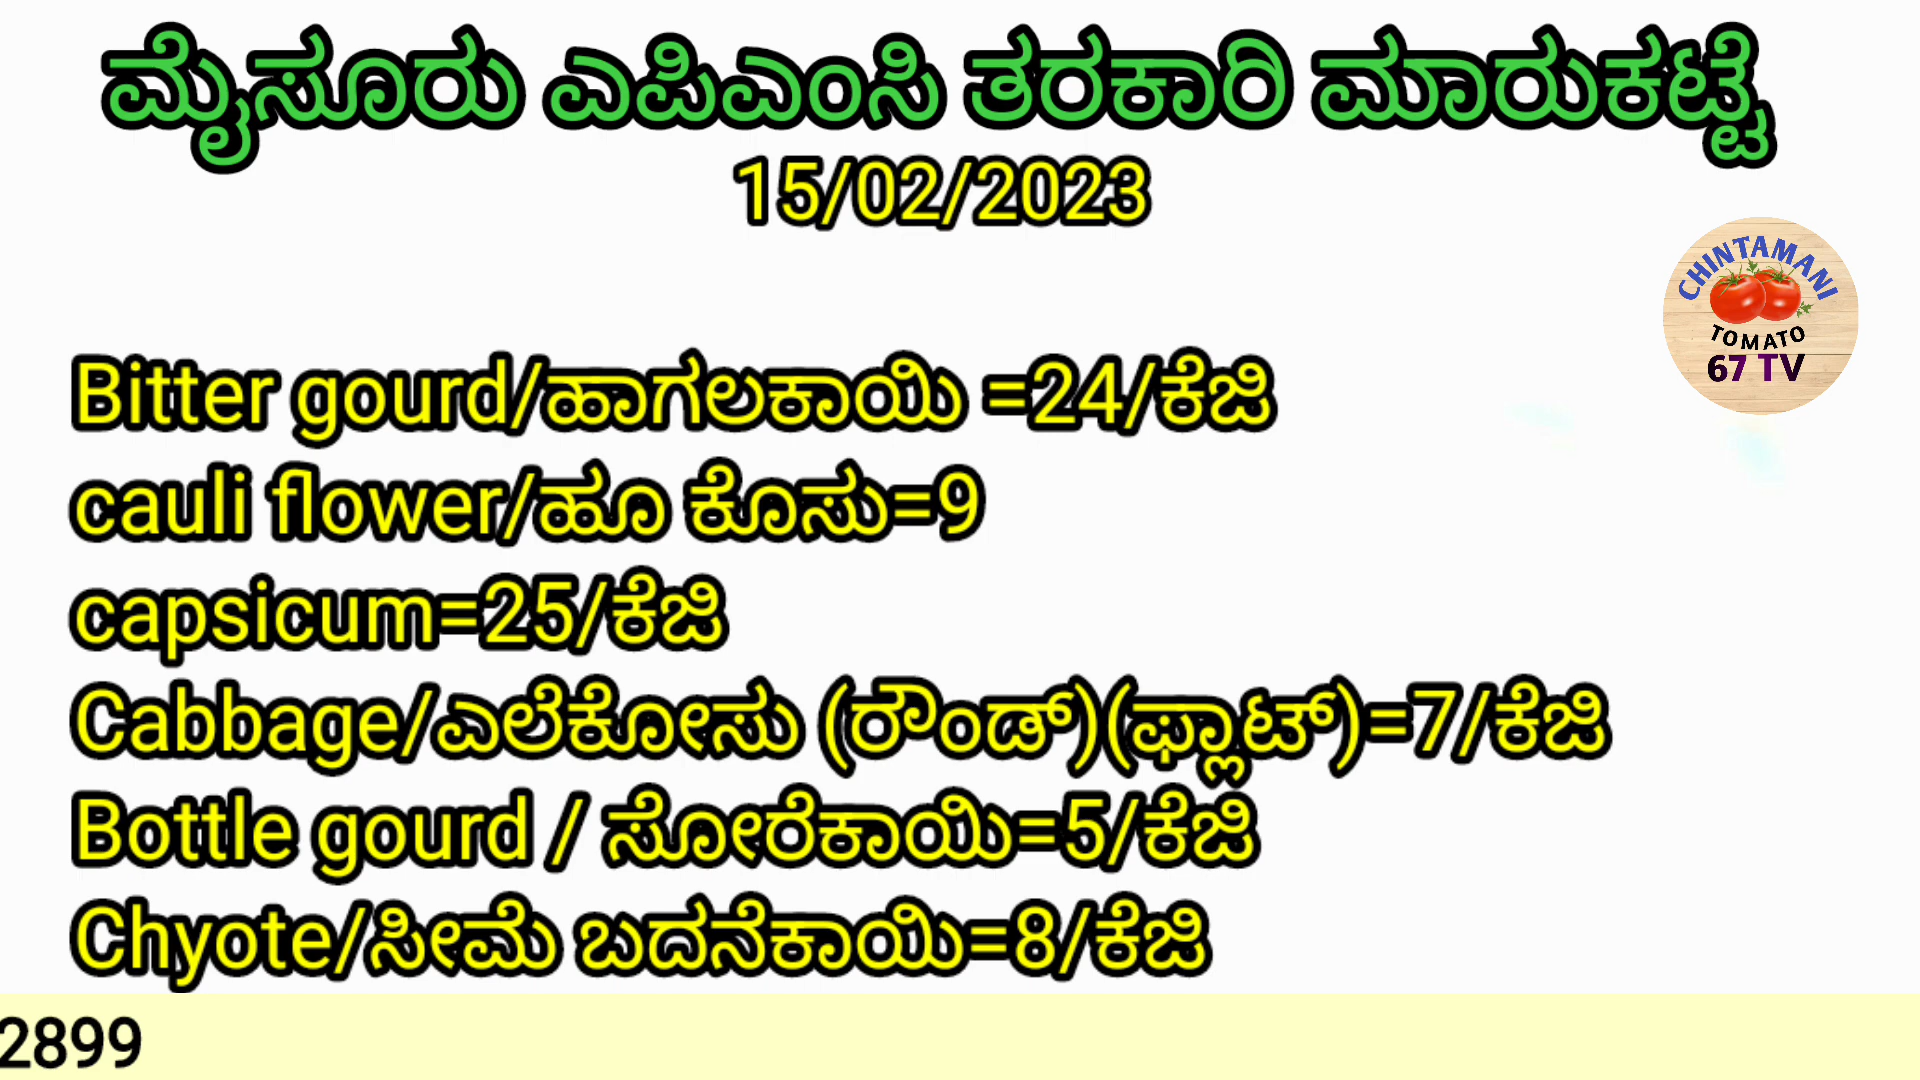 ಮೈಸೂರು ಎಪಿಎಂಸಿ ತರಕಾರಿ ಮಾರುಕಟ್ಟೆ
15/02/2023
CHINTAMANI
TOMATO
67 TV
Bitter gourd/ಹಾಗಲಕಾಯಿ =24/ಕೆಜಿ
cauli flower/ಹೂ ಕೊಸು=9
capsicum=25/ಕೆಜಿ
Cabbage/ಎಲೆಕೋಸು (ರೌಂಡ್)(ಫ್ಲಾಟ್)=7/ಕೆಜಿ
Bottle gourd / ಸೋರೆಕಾಯಿ=5/ಕೆಜಿ
Chyote/ಸೀಮೆ ಬದನೆಕಾಯಿ=8/ಕೆಜಿ
2899